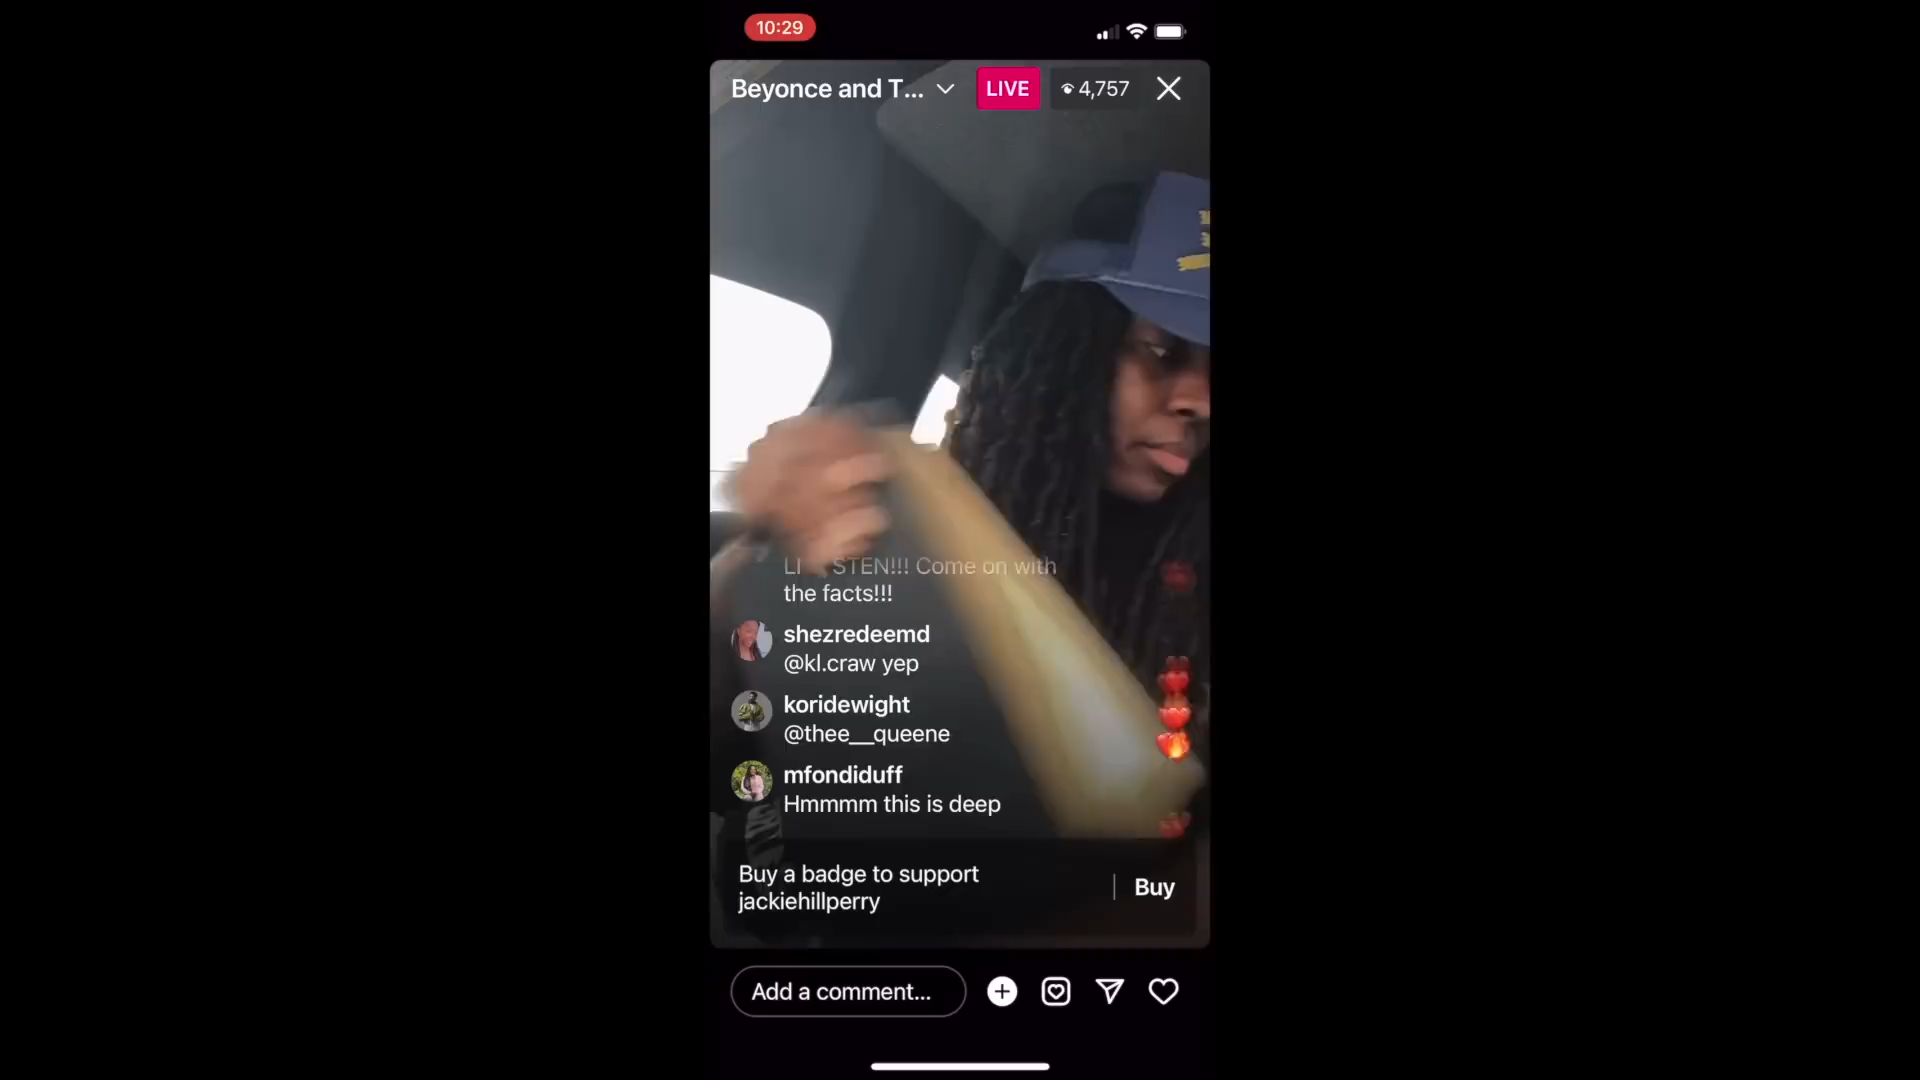 10:29
Beyonce and T...
LIVE
4,757
STEN!!! Come on with
the facts!!!
shezredeemd
@kl.craw yep
koridewight
@thee__queene
mfondiduff
Hmmmm this is deep
Buy a badge to support
jackiehillperry
Buy
Add a comment...